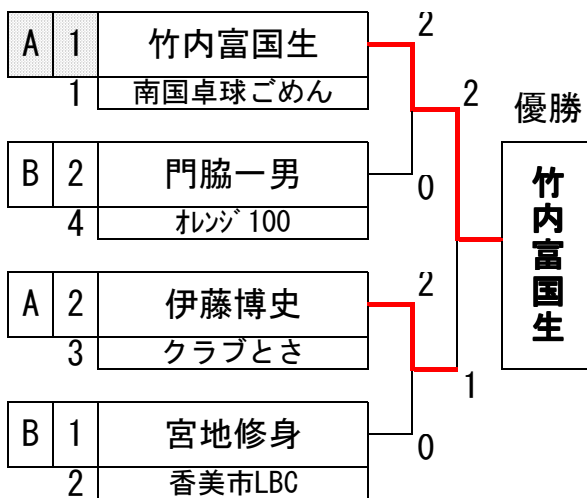 A 1 竹内富国生 2
1 南国卓球ごめん
2 優勝
B 2 門脇一男 0
4 オレンジ100
竹内富国生
A 2 伊藤博史 2
3 クラブとさ
1
B 1 宮地修身 0
2 香美市LBC